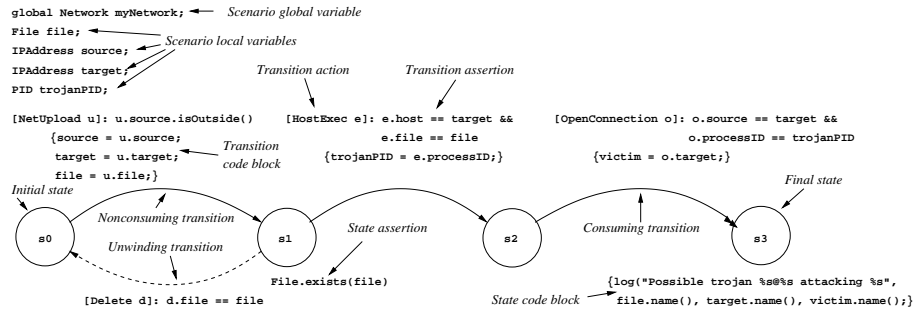 global Network myNetwork; Scenario global variable
File file;
IPAddress source; Scenario local variables
IPAddress target;
PID trojanPID;
Transition action Transition assertion
[NetUpload u]: u.source.isOutside() [HostExec e]: e.host == target && [OpenConnection o]: o.source == target &&
{source = u.source; e.file == file o.processID == trojanPID
target = u.target; Transition code block {trojanPID = e.processID;} {victim = o.target;}
file = u.file;}
Initial state Final state
Nonconsuming transition Consuming transition
s0 s1 s2 s3
Unwinding transition State assertion
File.exists(file)
[Delete d]: d.file == file
{log("Possible trojan %s@%s attacking %s",
State code block file.name(), target.name(), victim.name();}